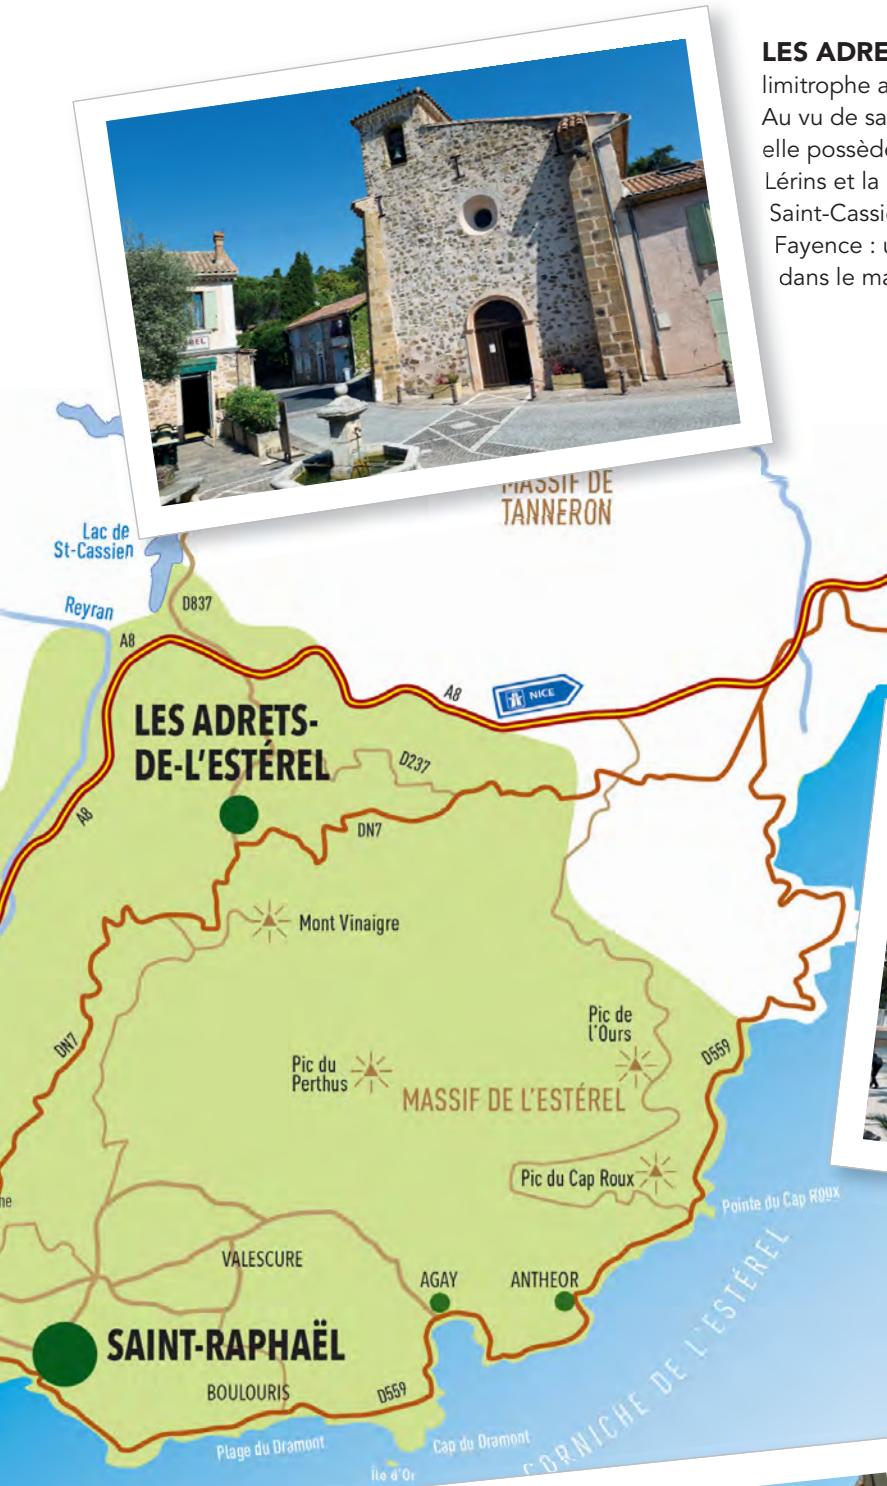 LES ADRE
limitrophe a
Au vu de sa
elle possède
Lérins et la
Saint-Cassi
Fayence : u
dans le ma
MASSIF DE
TANNERON
Lac de
St-Cassien
Reyran
D837
A8
A8
NICE
LES ADRETS-
DE-L'ESTÉREL
D237
A8
DN7
Mont Vinaigre
Pic de
l'Ours
DN7
D559
Pic du
Perthus
MASSIF DE L'ESTÉREL
Pic du Cap Roux
Pointe du Cap Roux
VALESCURE
AGAY
ANTHEOR
SAINT-RAPHAËL
BOULOURIS
D559
CORNICHE DE L'ESTÉREL
Plage du Dramont
Cap du Dramont
Île d'Or